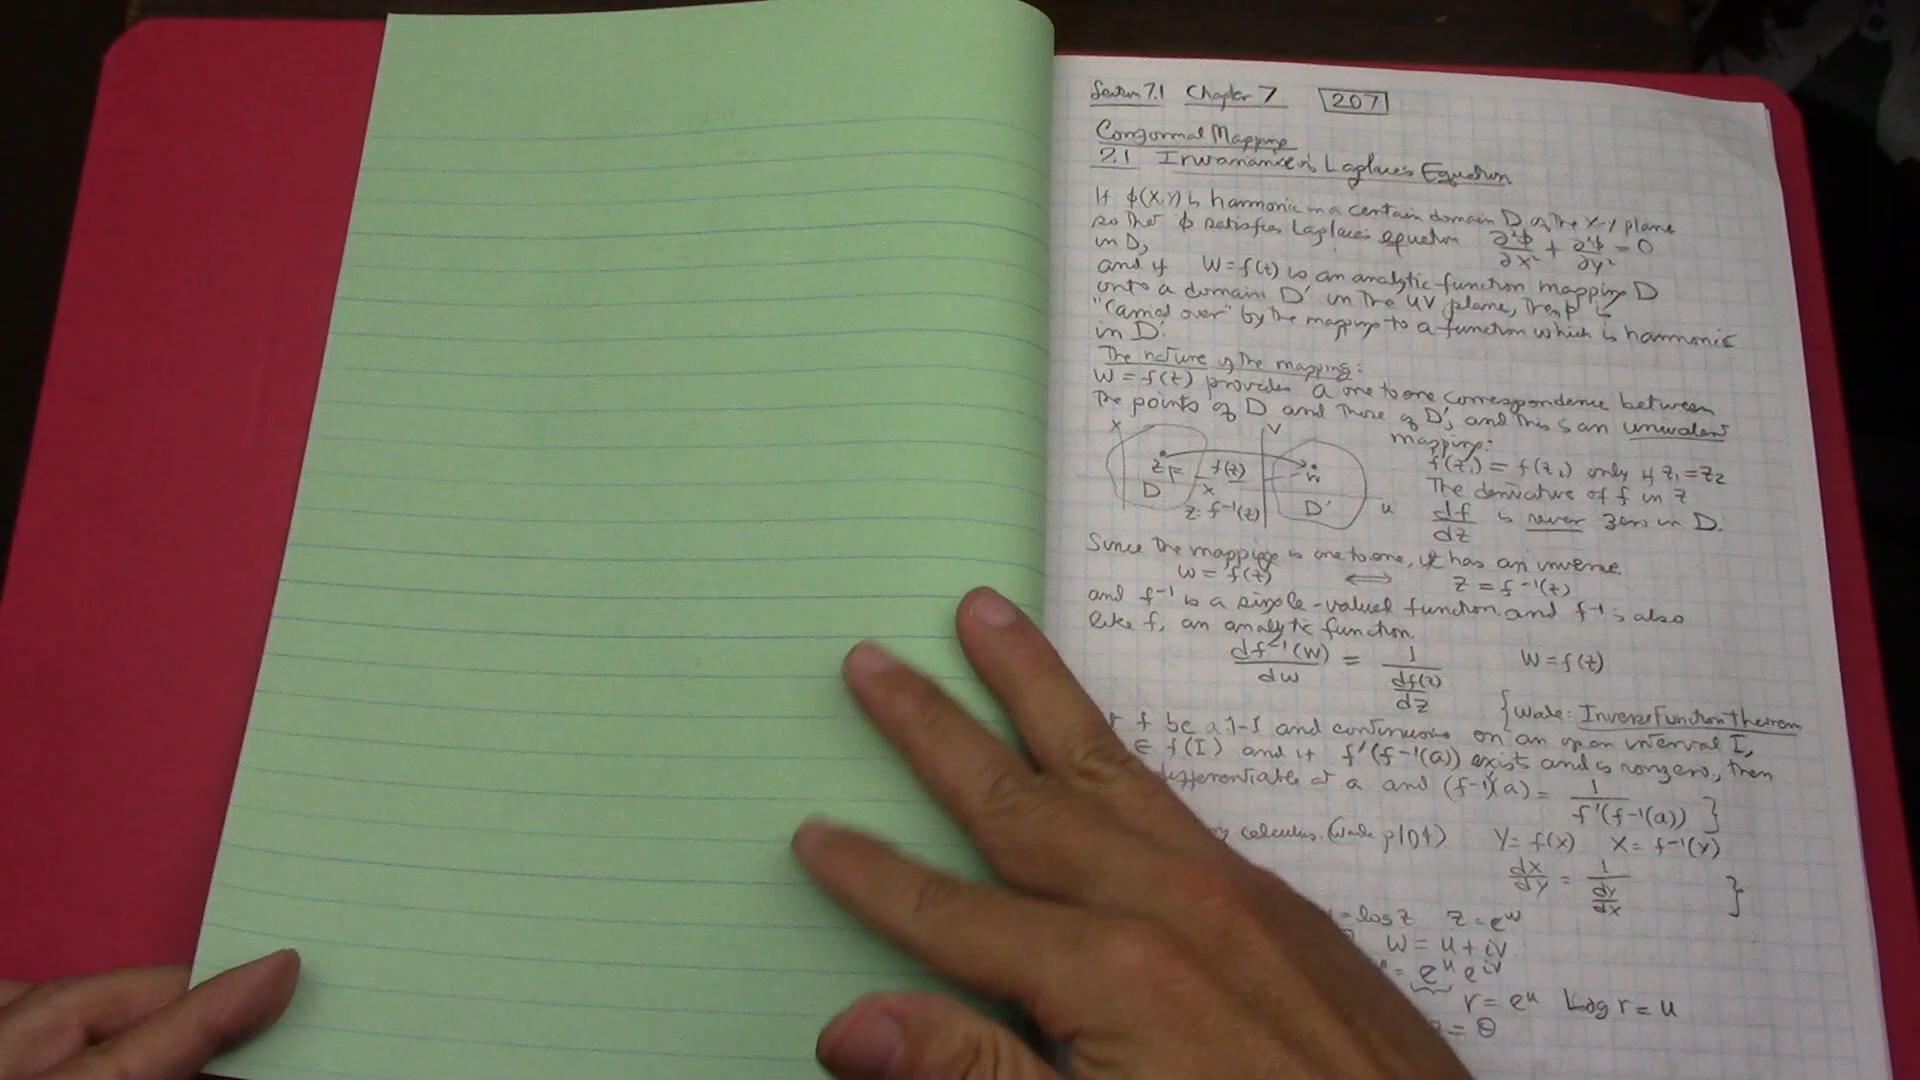 Section 7.1 Chapter 7 207
Conformal Mapping
7.1 Invariance of Laplace's Equation
If ϕ(x,y) is harmonic in a certain domain D of the x-y plane
so that ϕ satisfies Laplace's equation ∂²ϕ/∂x² + ∂²ϕ/∂y² = 0
in D,
and if W = f(z) is an analytic function mapping D
onto a domain D' in the UV plane, then ϕ is
"carried over" by the mapping to a function which is harmonic
in D'.
The nature of the mapping:
W = f(z) provides a one to one correspondence between
the points of D and those of D', and this is an univalent
mapping:
f(z₁) = f(z₂) only if z₁ = z₂
The derivative of f in z
df/dz is never zero in D.
z f(z) w
D x D' u
z = f⁻¹(z)
V
Since the mapping is one to one, it has an inverse.
w = f(z) ⟺ z = f⁻¹(z)
and f⁻¹ is a single-valued function and f⁻¹ is also
like f, an analytic function.
df⁻¹(w)/dw = 1/(df(z)/dz) W = f(z)
{Wade: Inverse Function Theorem
f be a 1-1 and continuous on an open interval I,
∈ f(I) and if f'(f⁻¹(a)) exist and is nonzero, then
differentiable at a and (f⁻¹)'(a) = 1/f'(f⁻¹(a)) }
calculus. (Wade p104) Y = f(x) X = f⁻¹(y)
dx/dy = 1/(dy/dx) }
= log z z = e^w
w = u + iv
= e^u e^iv
r = e^u Log r = u
= θ